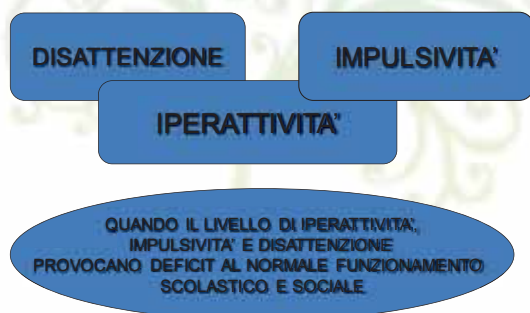 DISATTENZIONE
IMPULSIVITA'
IPERATTIVITA'
QUANDO IL LIVELLO DI IPERATTIVITA',
IMPULSIVITA' E DISATTENZIONE
PROVOCANO DEFICIT AL NORMALE FUNZIONAMENTO
SCOLASTICO E SOCIALE